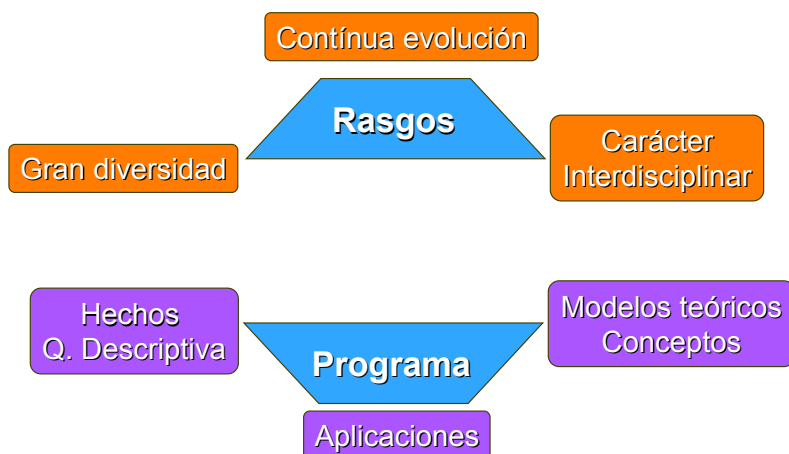 Contínua evolución
Rasgos
Gran diversidad
Carácter
Interdisciplinar
Hechos
Q. Descriptiva
Modelos teóricos
Conceptos
Programa
Aplicaciones